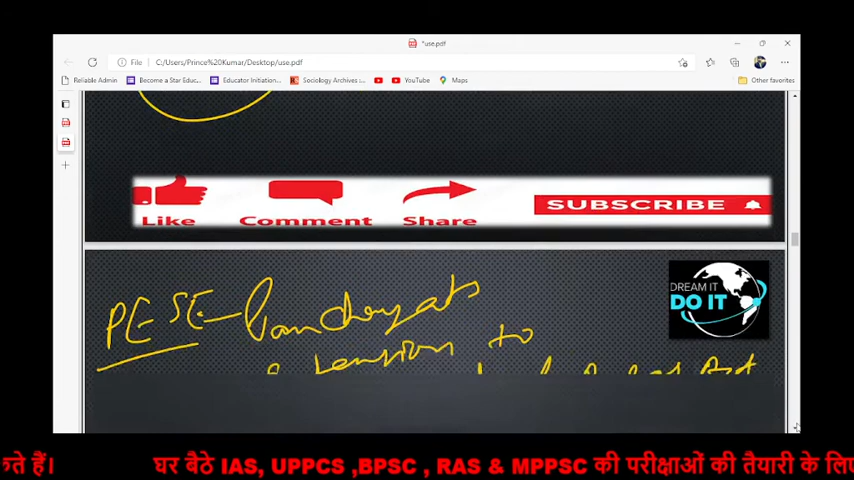 *use.pdf
File C:/Users/Prince%20Kumar/Desktop/use.pdf
Reliable Admin Become a Star Educ... Educator Initiation... Sociology Archives :... YouTube Maps Other favorites
Like Comment Share SUBSCRIBE
PESE - Panchayats
tension to
DREAM IT
DO IT
कते हैं। घर बैठे IAS, UPPCS ,BPSC , RAS & MPPSC की परीक्षाओं की तैयारी के लिए